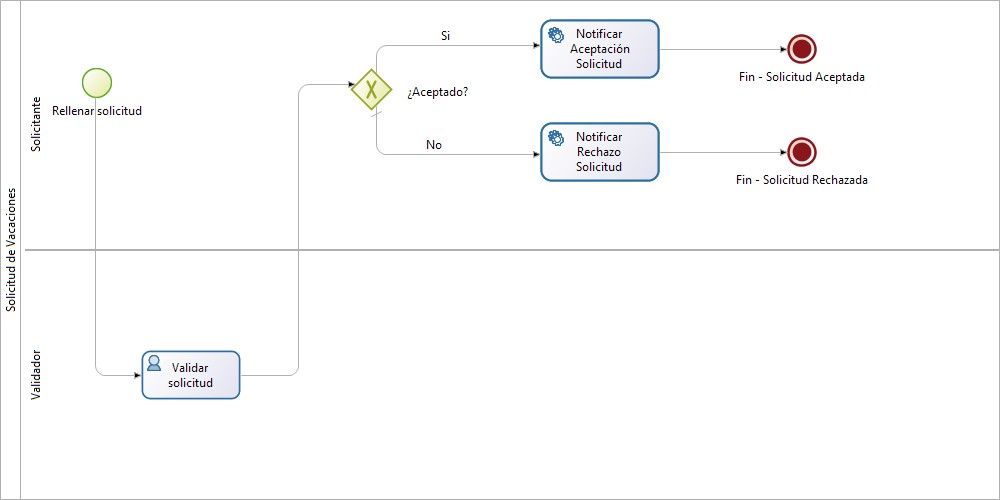 Solicitud de Vacaciones
Solicitante
Rellenar solicitud
¿Aceptado?
Si
Notificar
Aceptación
Solicitud
Fin - Solicitud Aceptada
No
Notificar
Rechazo
Solicitud
Fin - Solicitud Rechazada
Validador
Validar
solicitud